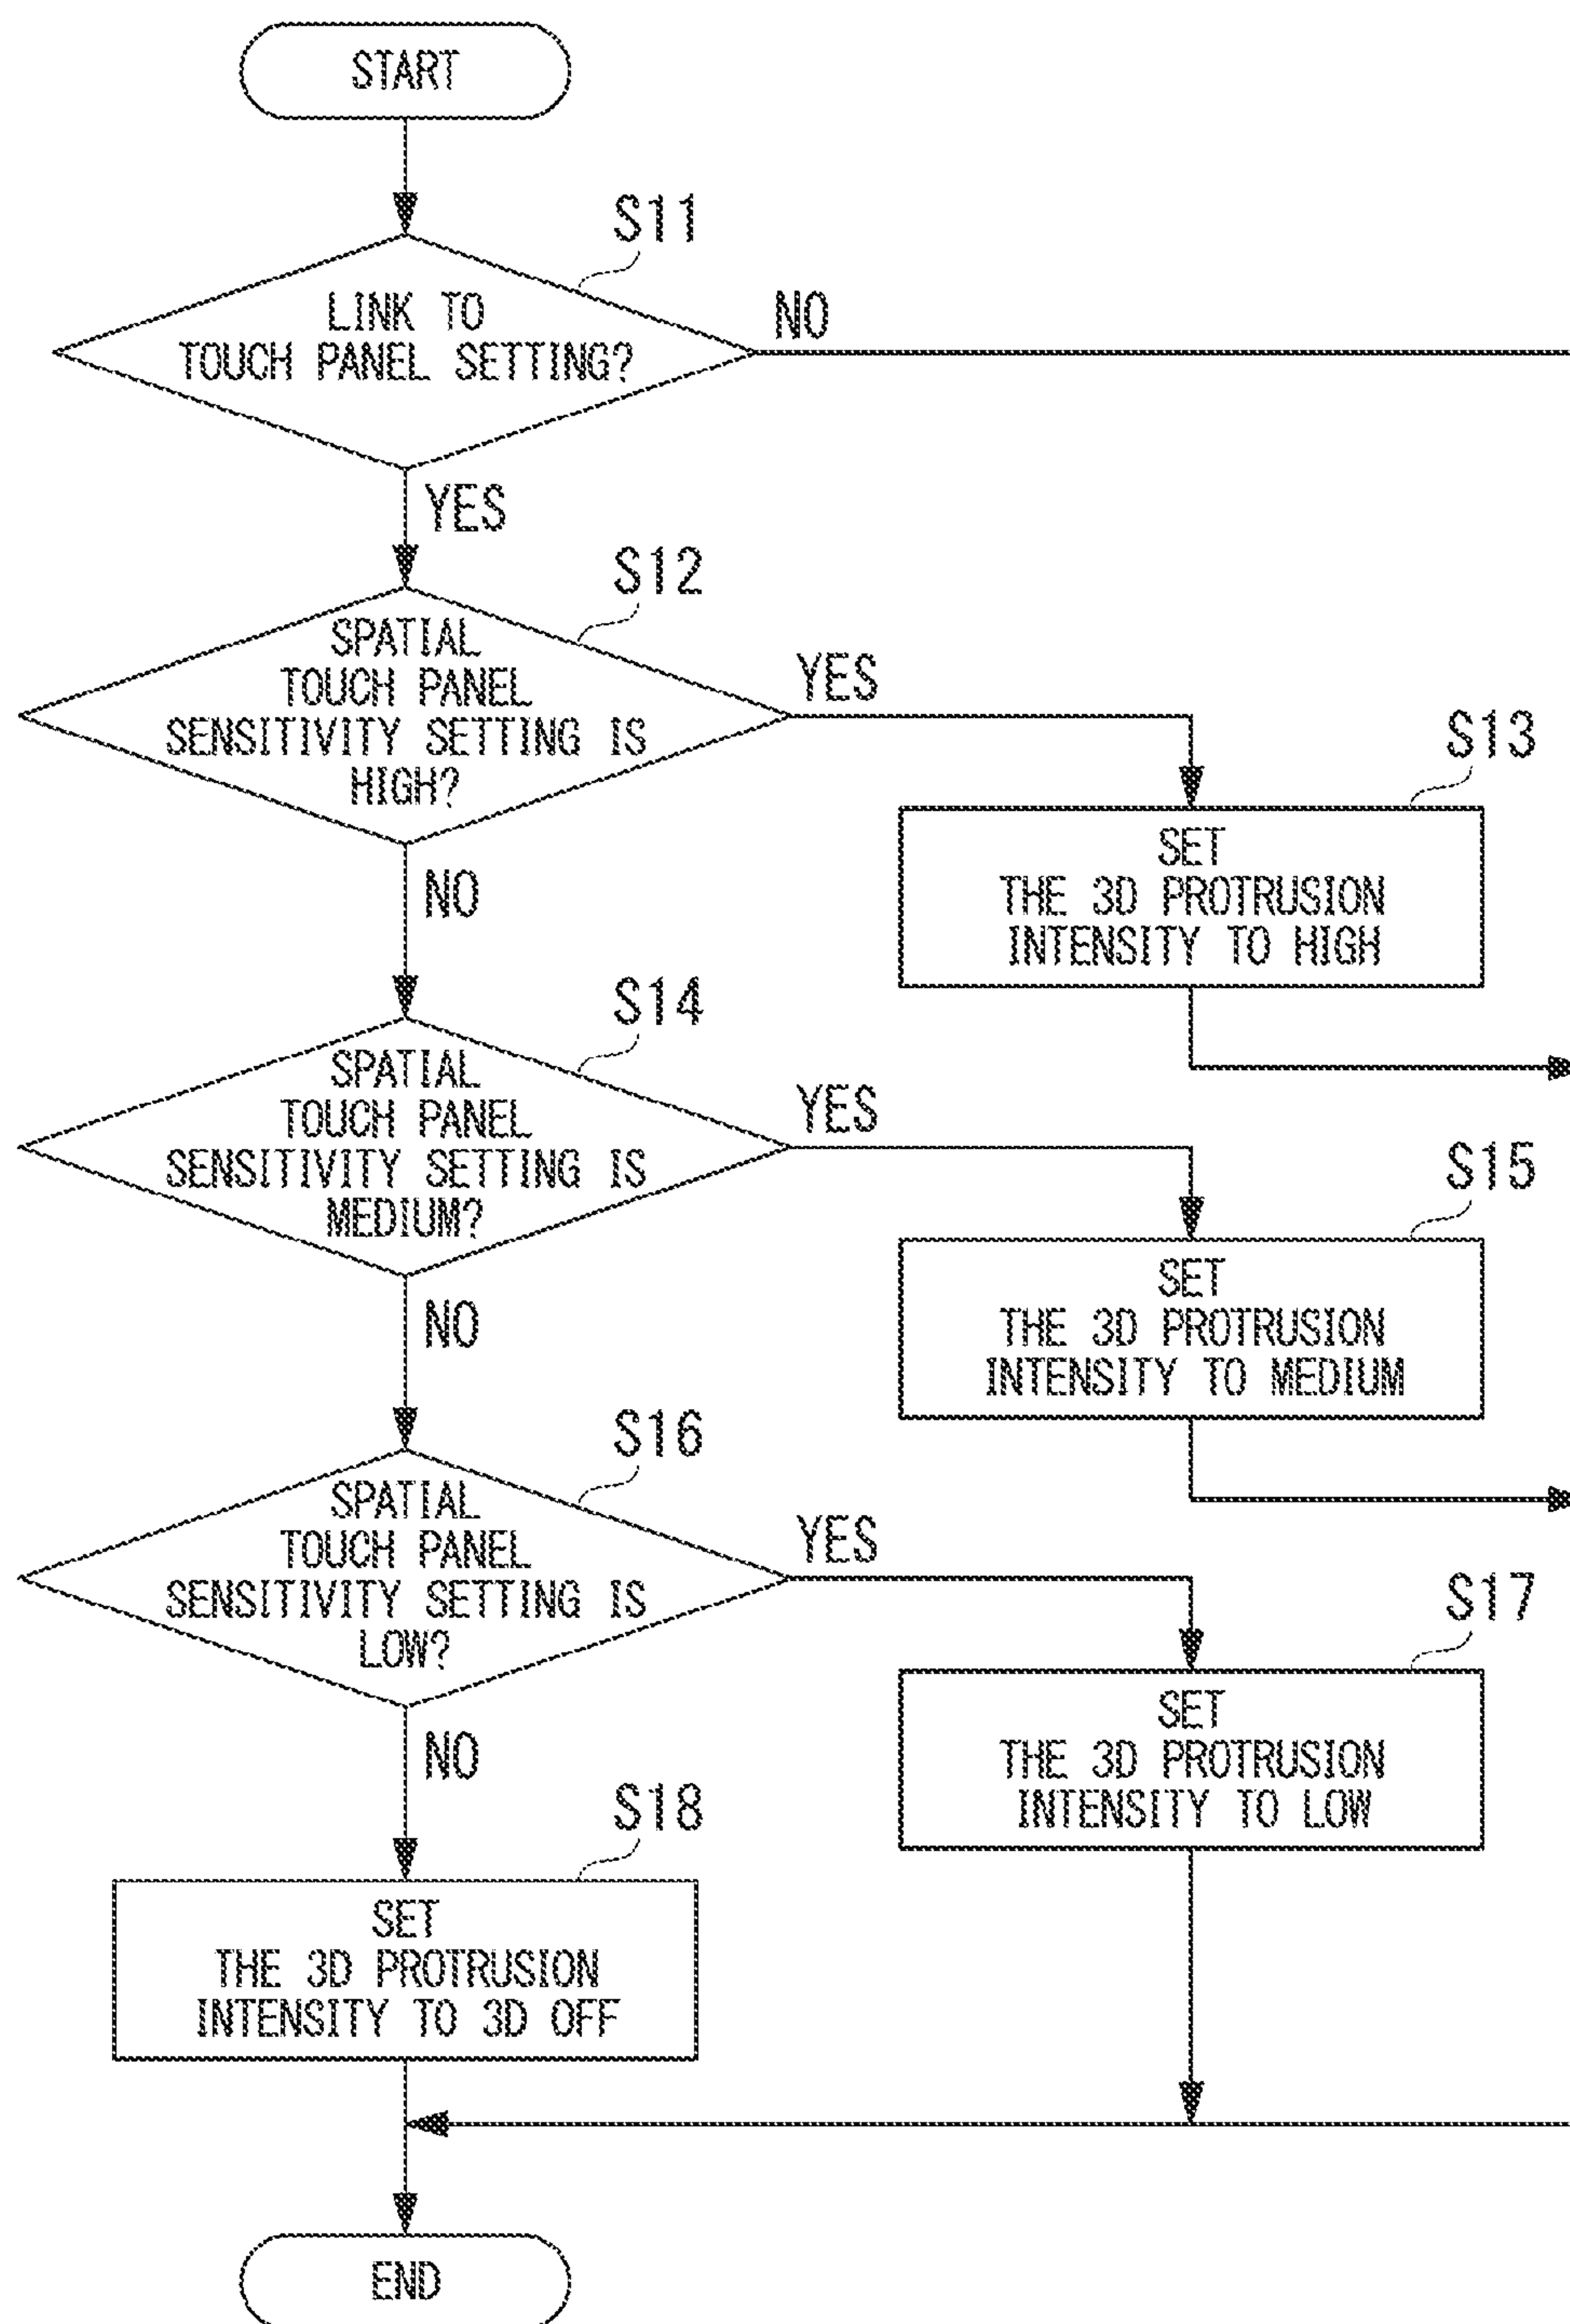 START
S11
LINK TO
TOUCH PANEL SETTING?
NO
YES
S12
SPATIAL
TOUCH PANEL
SENSITIVITY SETTING IS
HIGH?
YES
S13
SET
THE 3D PROTRUSION
INTENSITY TO HIGH
NO
S14
SPATIAL
TOUCH PANEL
SENSITIVITY SETTING IS
MEDIUM?
YES
S15
SET
THE 3D PROTRUSION
INTENSITY TO MEDIUM
NO
S16
SPATIAL
TOUCH PANEL
SENSITIVITY SETTING IS
LOW?
YES
S17
SET
THE 3D PROTRUSION
INTENSITY TO LOW
NO
S18
SET
THE 3D PROTRUSION
INTENSITY TO 3D OFF
END